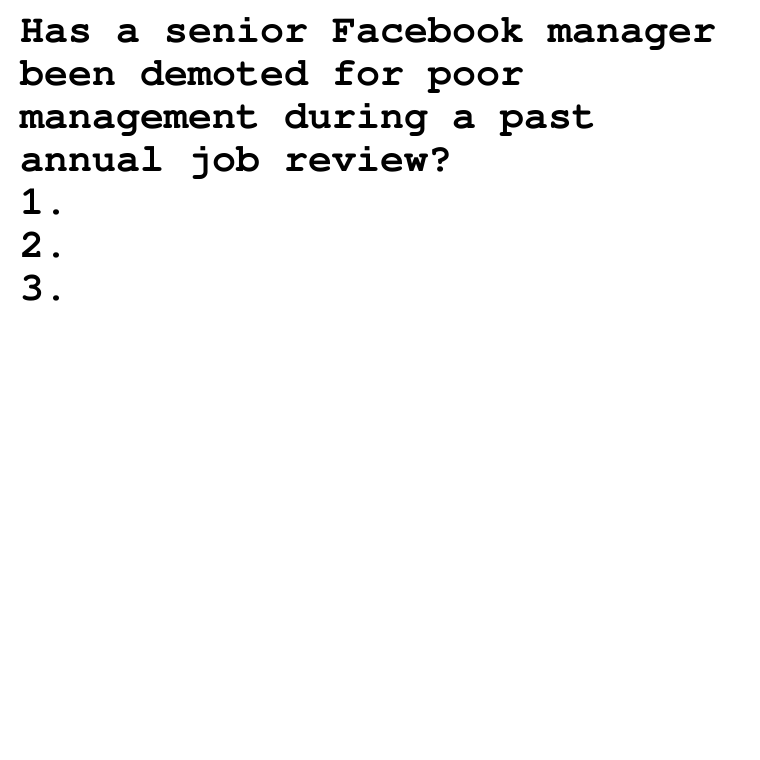 Has a senior Facebook manager
been demoted for poor
management during a past
annual job review?
1.
2.
3.